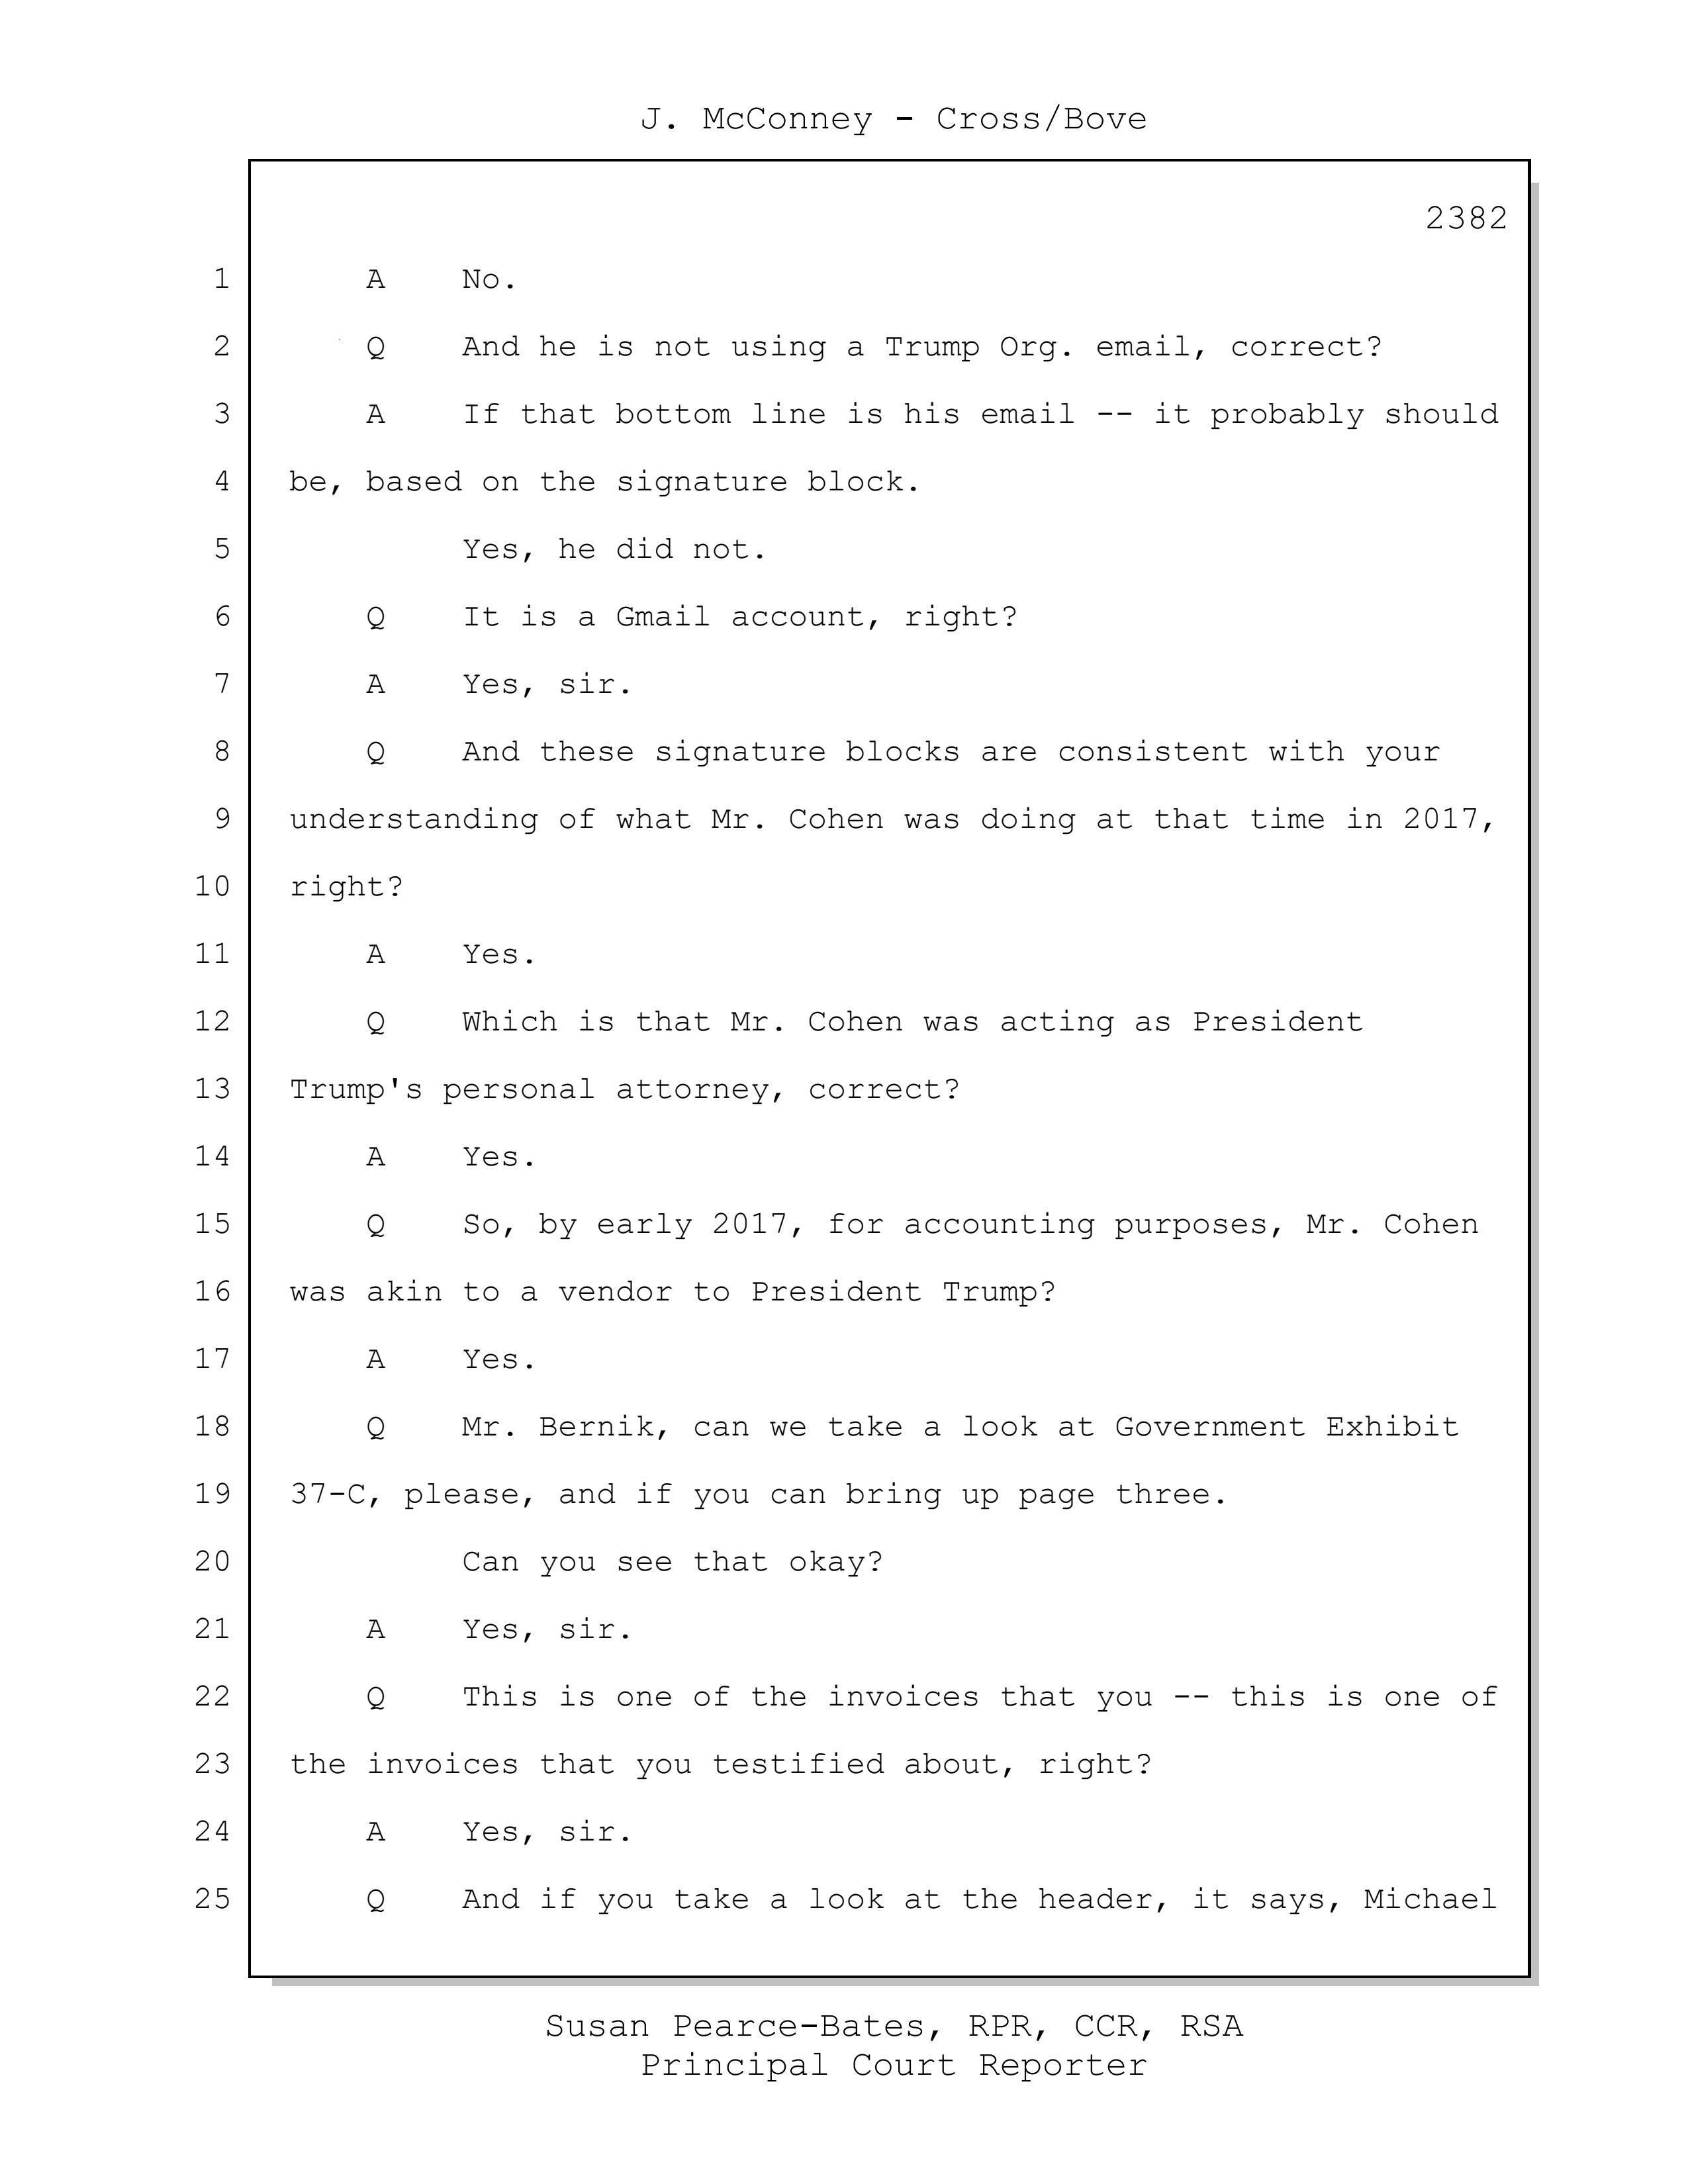 J. McConney - Cross/Bove
2382
1 A No.
2 Q And he is not using a Trump Org. email, correct?
3 A If that bottom line is his email -- it probably should
4 be, based on the signature block.
5 Yes, he did not.
6 Q It is a Gmail account, right?
7 A Yes, sir.
8 Q And these signature blocks are consistent with your
9 understanding of what Mr. Cohen was doing at that time in 2017,
10 right?
11 A Yes.
12 Q Which is that Mr. Cohen was acting as President
13 Trump's personal attorney, correct?
14 A Yes.
15 Q So, by early 2017, for accounting purposes, Mr. Cohen
16 was akin to a vendor to President Trump?
17 A Yes.
18 Q Mr. Bernik, can we take a look at Government Exhibit
19 37-C, please, and if you can bring up page three.
20 Can you see that okay?
21 A Yes, sir.
22 Q This is one of the invoices that you -- this is one of
23 the invoices that you testified about, right?
24 A Yes, sir.
25 Q And if you take a look at the header, it says, Michael
Susan Pearce-Bates, RPR, CCR, RSA
Principal Court Reporter